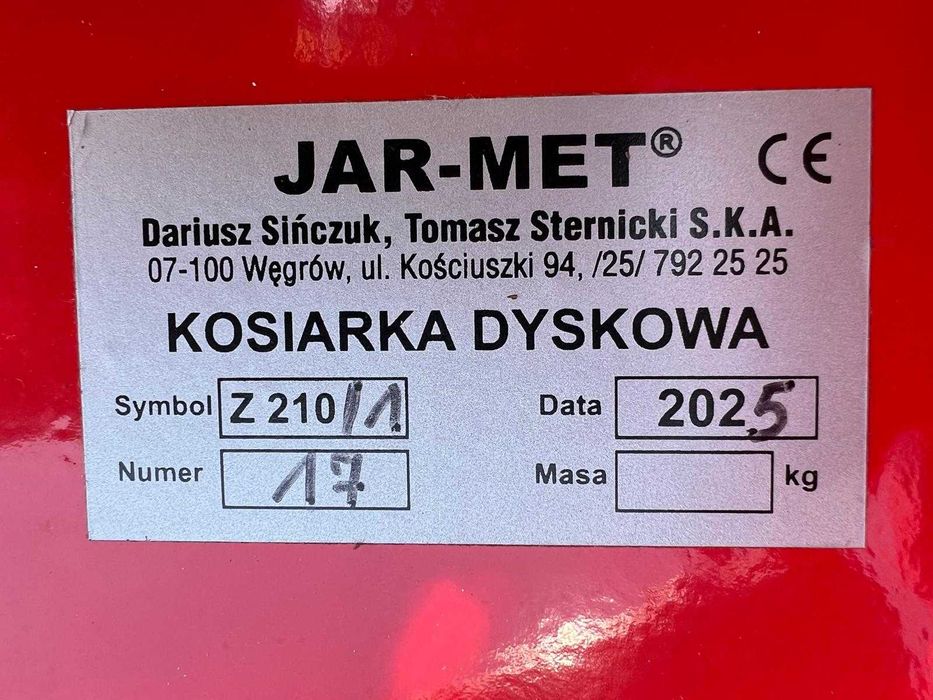 JAR-MET® CE
Dariusz Sińczuk, Tomasz Sternicki S.K.A.
07-100 Węgrów, ul. Kościuszki 94, /25/ 792 25 25
KOSIARKA DYSKOWA
Symbol Z 210/1 Data 2025
Numer 17 Masa kg